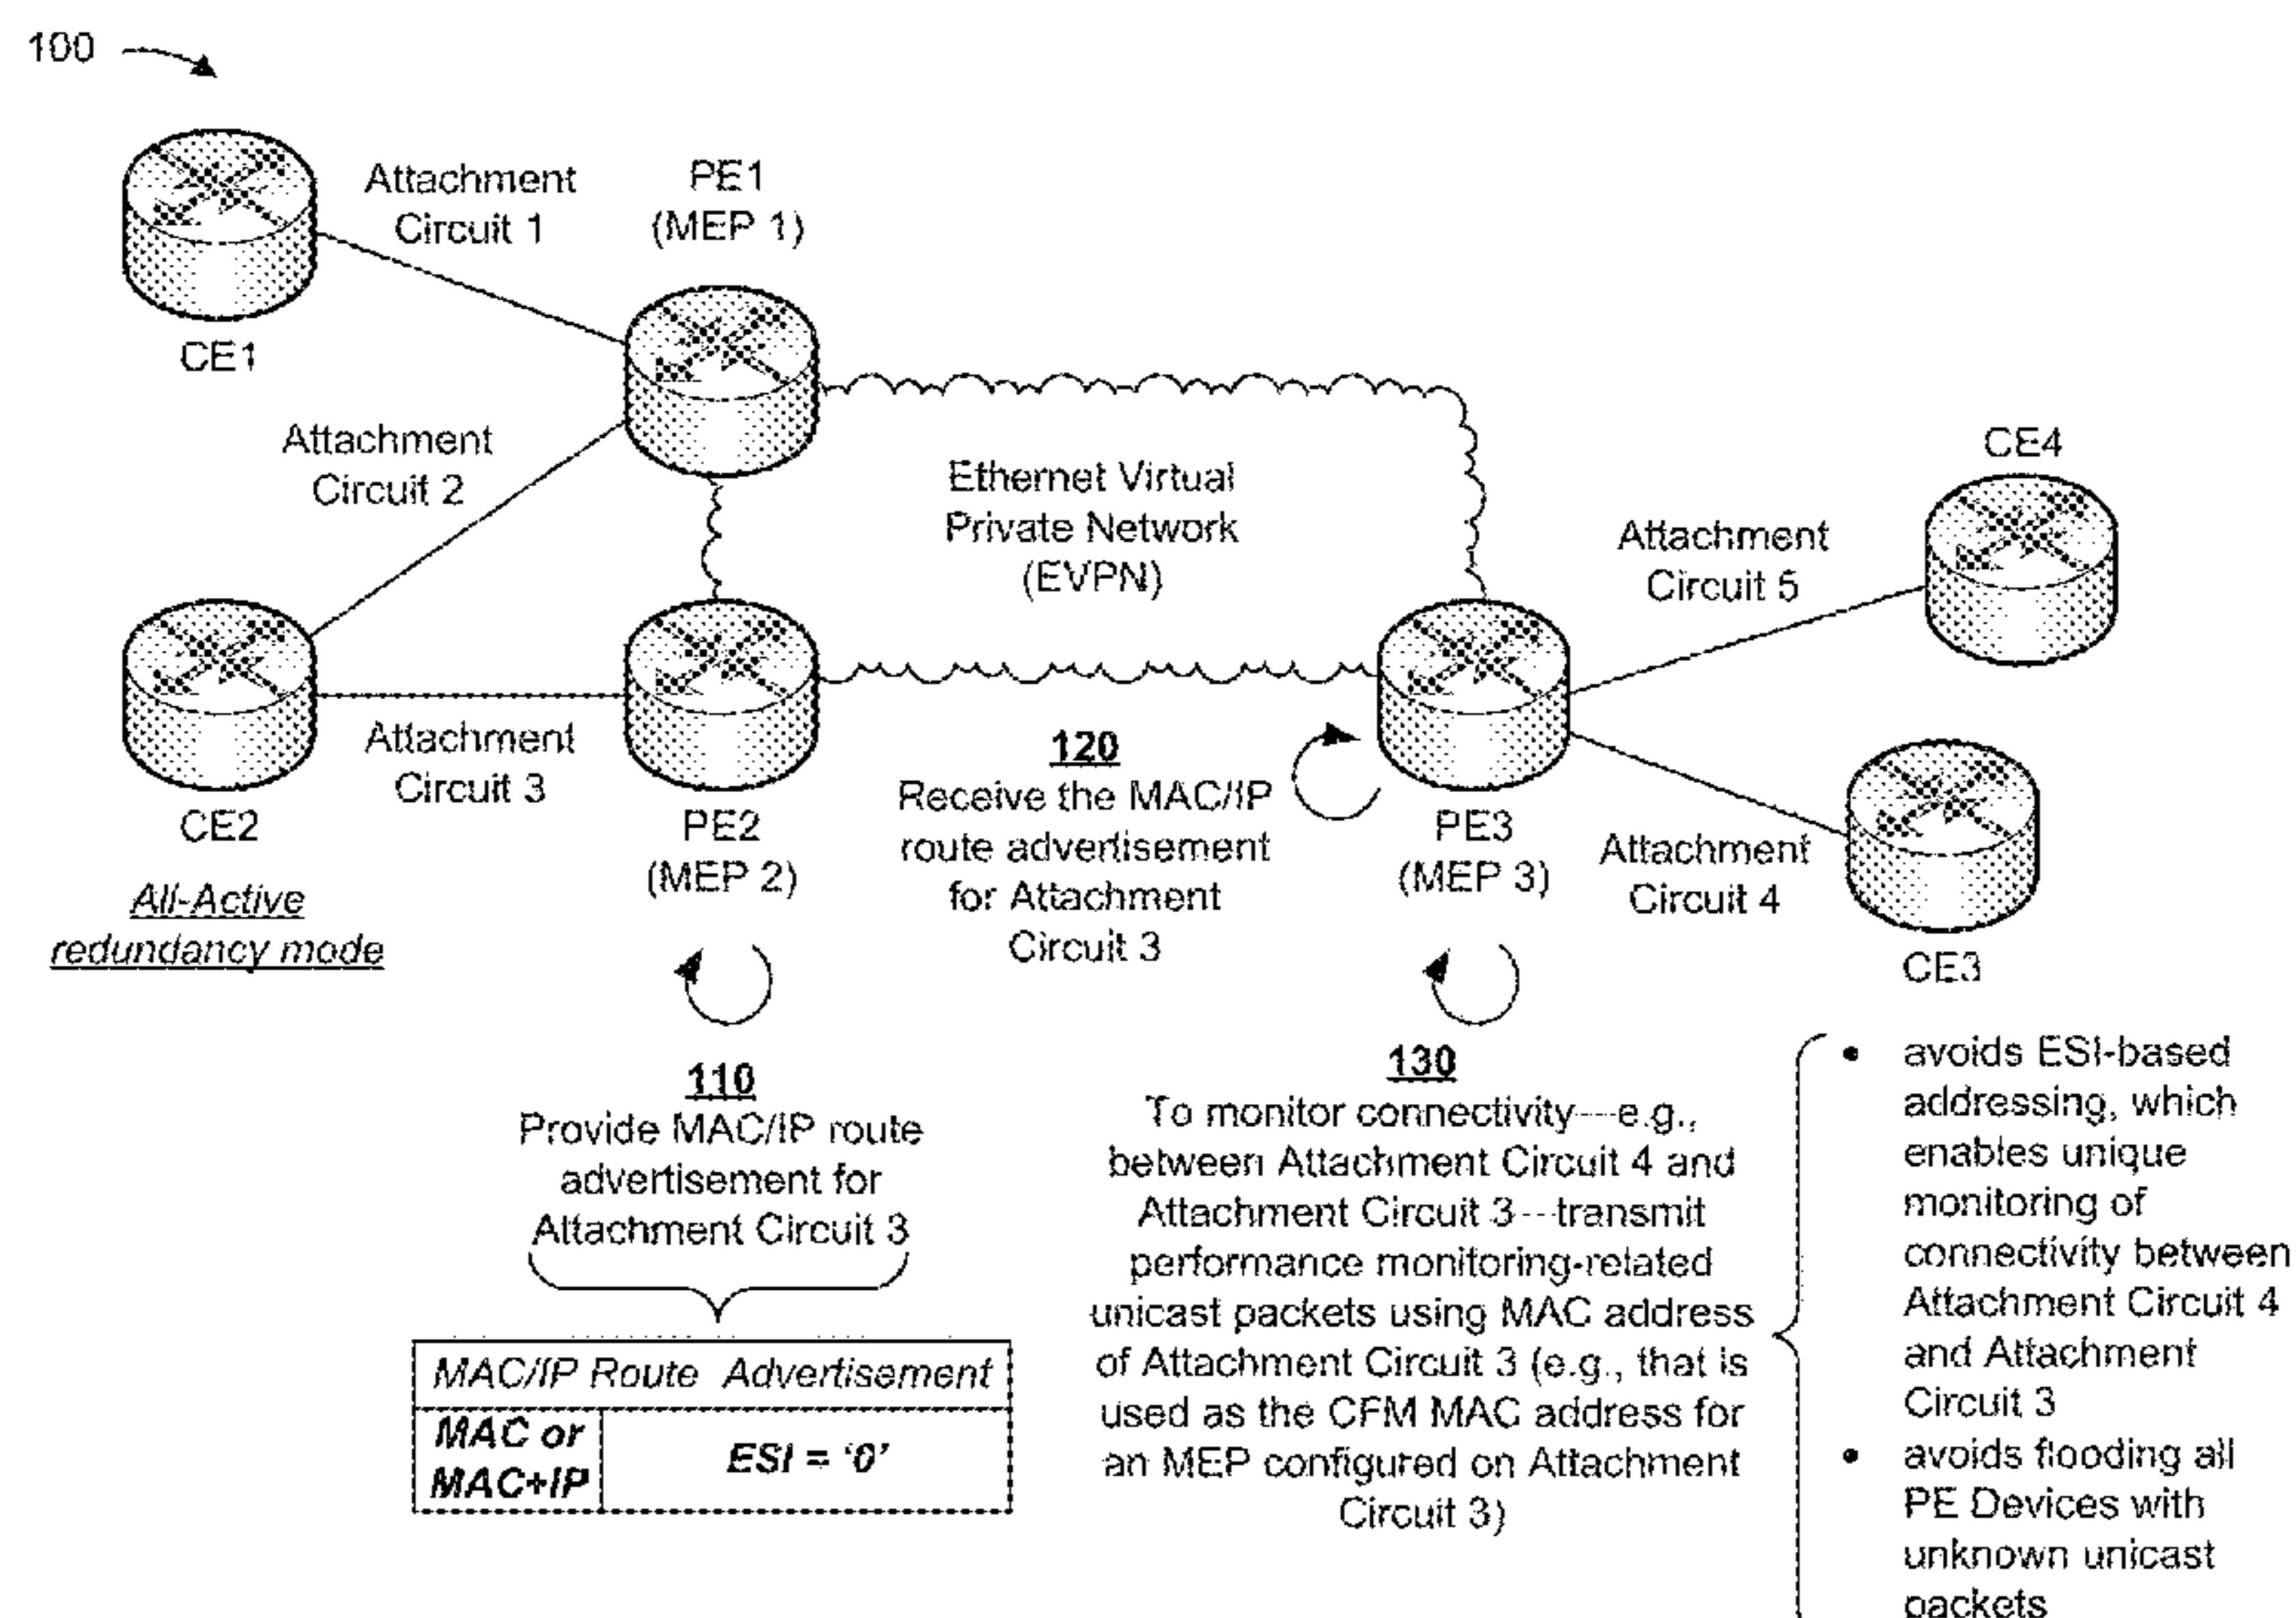 100
Attachment
Circuit 1
PE1
(MEP 1)
CE1
Attachment
Circuit 2
Ethernet Virtual
Private Network
(EVPN)
CE4
Attachment
Circuit 5
CE2
Attachment
Circuit 3
PE2
(MEP 2)
All-Active
redundancy mode
120
Receive the MAC/IP
route advertisement
for Attachment
Circuit 3
PE3
(MEP 3)
Attachment
Circuit 4
CE3
110
Provide MAC/IP route
advertisement for
Attachment Circuit 3
MAC/IP Route Advertisement
MAC or
MAC+IP
ESI = ‘0’
130
To monitor connectivity---e.g.,
between Attachment Circuit 4 and
Attachment Circuit 3---transmit
performance monitoring-related
unicast packets using MAC address
of Attachment Circuit 3 (e.g., that is
used as the CFM MAC address for
an MEP configured on Attachment
Circuit 3)
• avoids ESI-based
addressing, which
enables unique
monitoring of
connectivity between
Attachment Circuit 4
and Attachment
Circuit 3
• avoids flooding all
PE Devices with
unknown unicast
packets